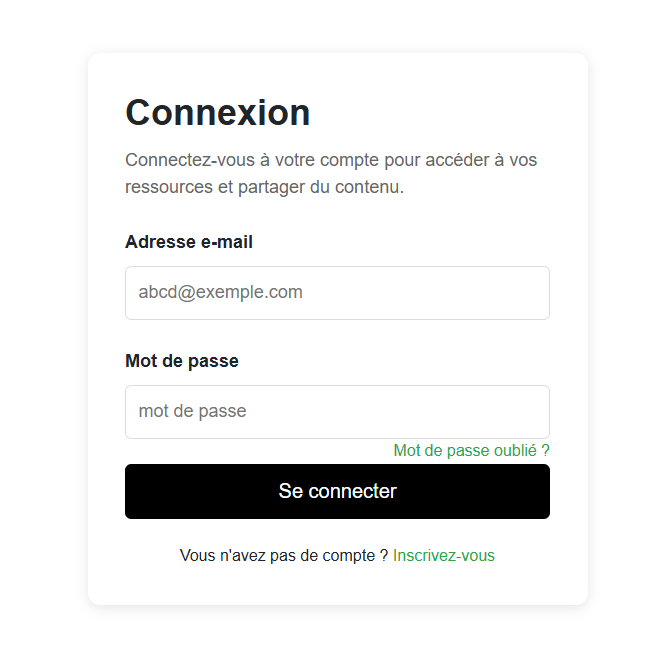 Connexion
Connectez-vous à votre compte pour accéder à vos
ressources et partager du contenu.
Adresse e-mail
abcd@exemple.com
Mot de passe
mot de passe
Mot de passe oublié ?
Se connecter
Vous n'avez pas de compte ? Inscrivez-vous